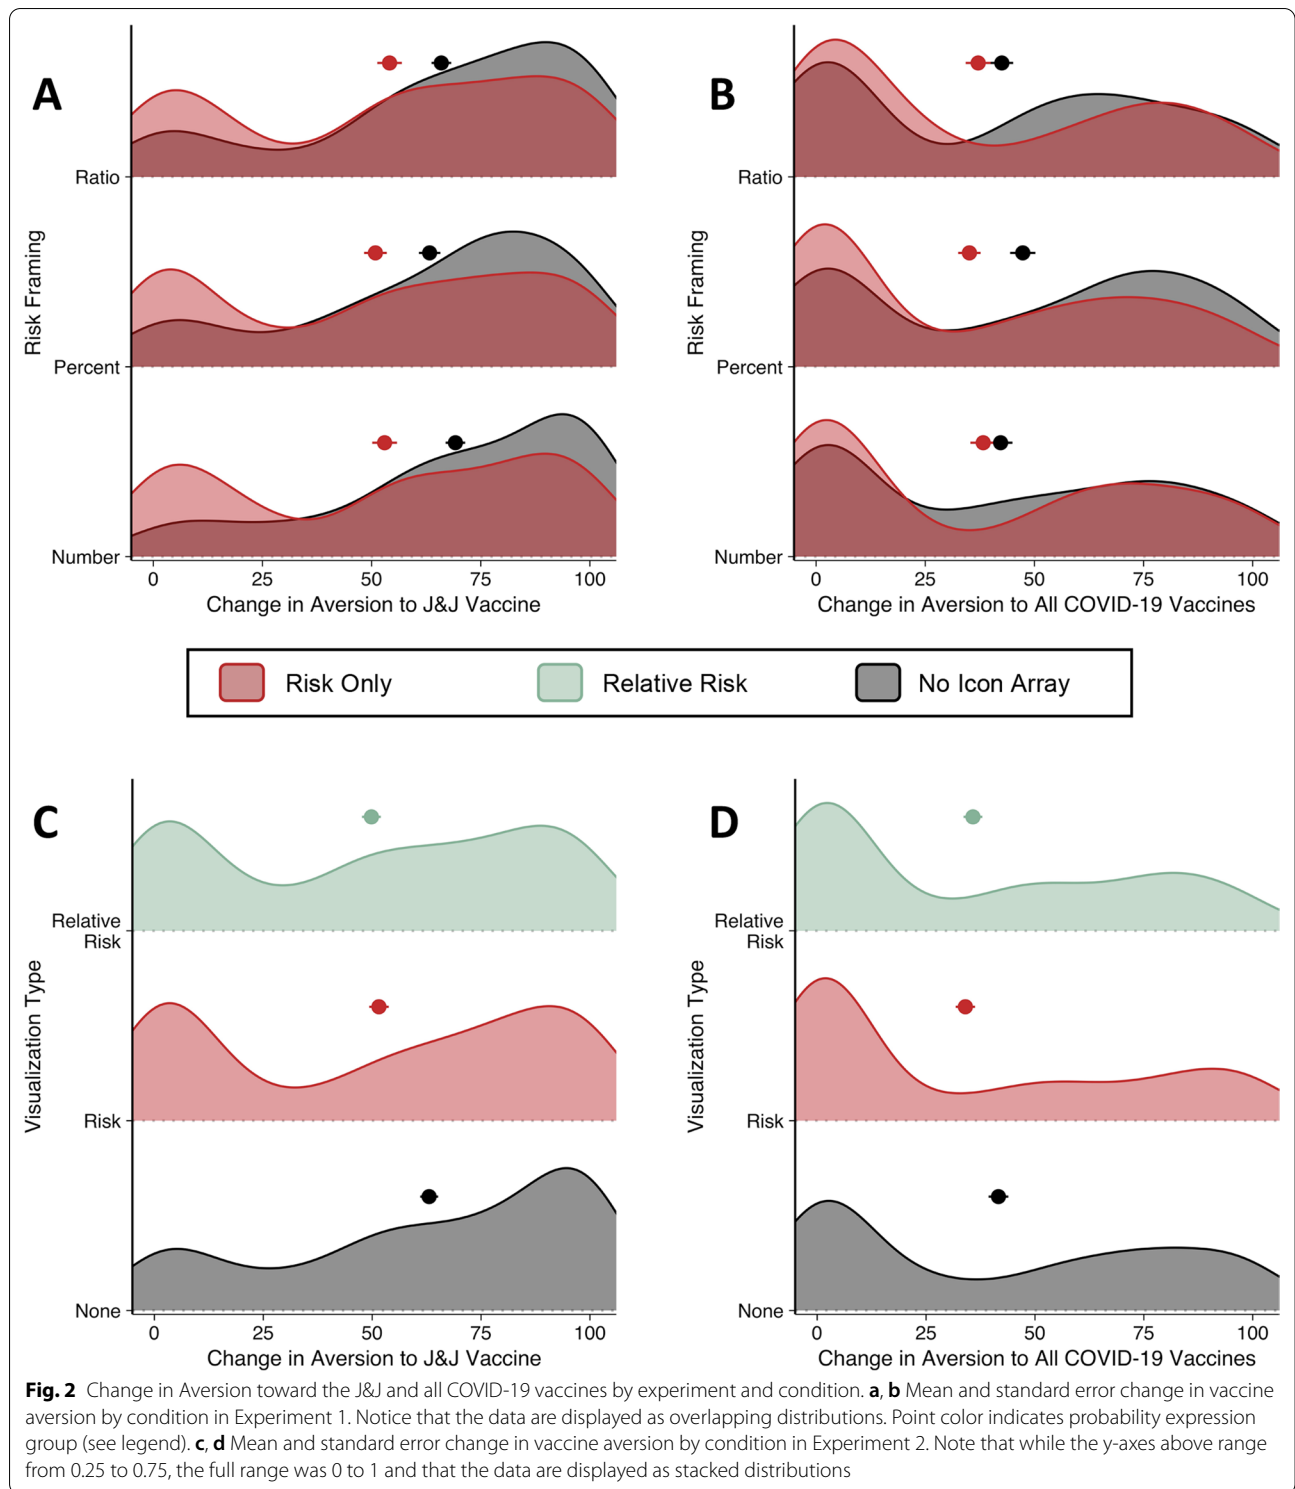 A
Risk Framing
Ratio
Percent
Number
0 25 50 75 100
Change in Aversion to J&J Vaccine
B
Risk Framing
Ratio
Percent
Number
0 25 50 75 100
Change in Aversion to All COVID-19 Vaccines
Risk Only
Relative Risk
No Icon Array
C
Visualization Type
Relative
Risk
Risk
None
0 25 50 75 100
Change in Aversion to J&J Vaccine
D
Visualization Type
Relative
Risk
Risk
None
0 25 50 75 100
Change in Aversion to All COVID-19 Vaccines
Fig. 2 Change in Aversion toward the J&J and all COVID-19 vaccines by experiment and condition. a, b Mean and standard error change in vaccine
aversion by condition in Experiment 1. Notice that the data are displayed as overlapping distributions. Point color indicates probability expression
group (see legend). c, d Mean and standard error change in vaccine aversion by condition in Experiment 2. Note that while the y-axes above range
from 0.25 to 0.75, the full range was 0 to 1 and that the data are displayed as stacked distributions